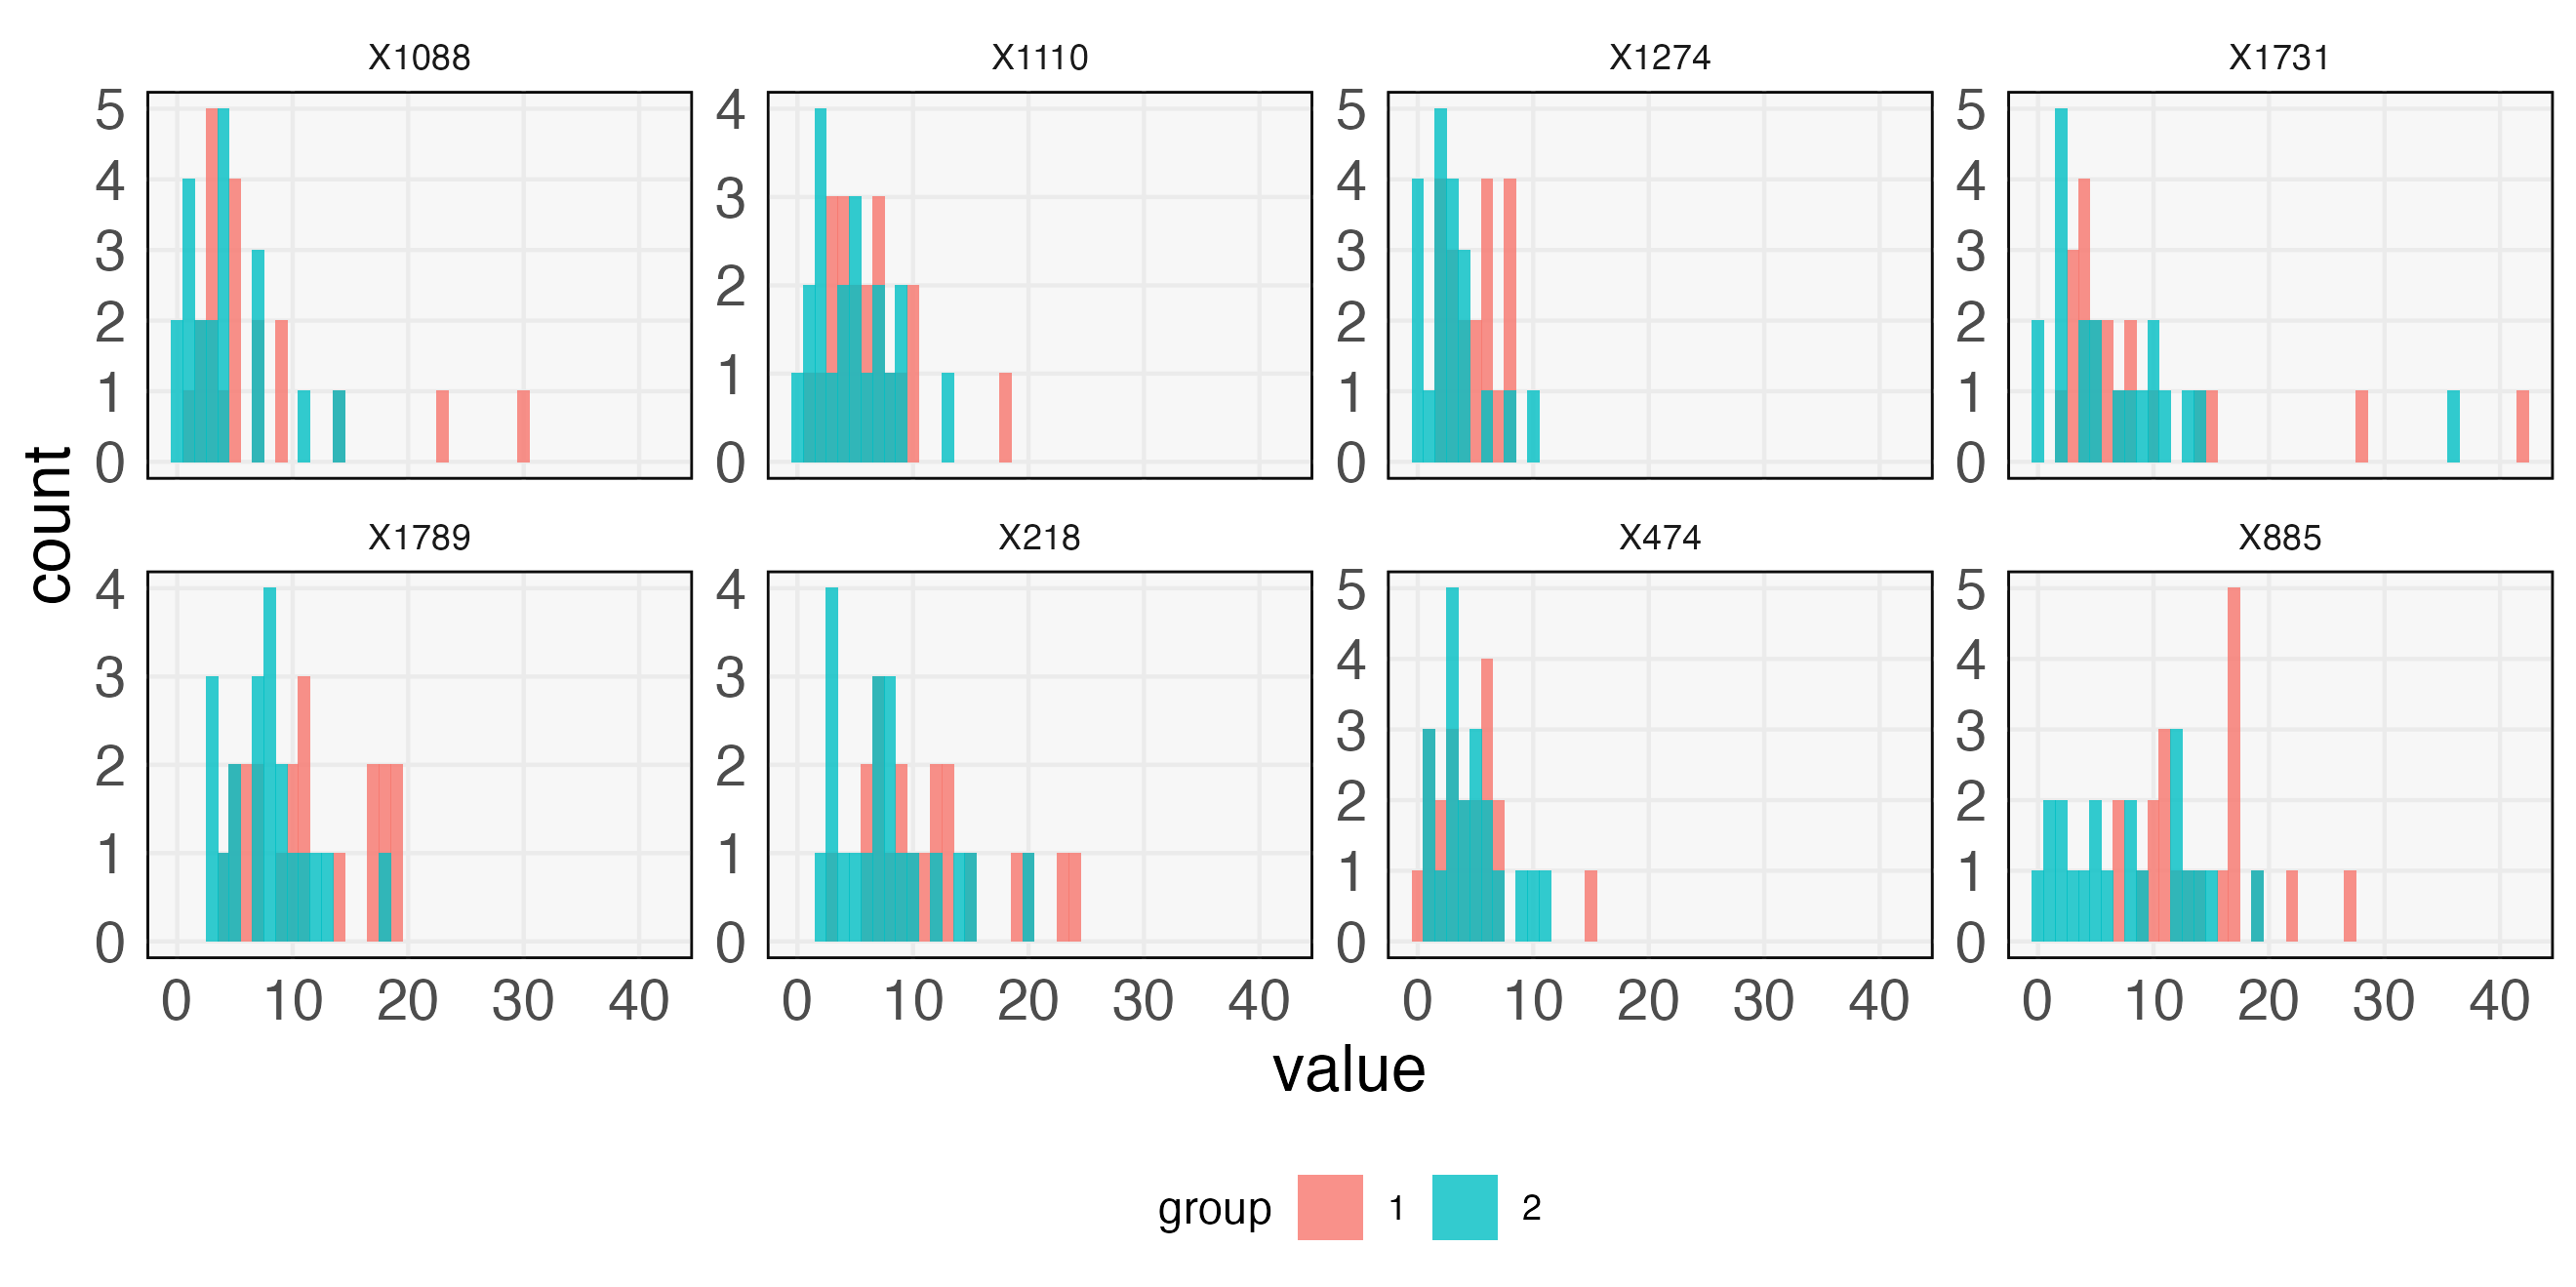 X1088 X1110 X1274 X1731
5 4 5 5
4 3 4 4
3 2 3 3
2 1 2 2
1 0 1 1
0 0 0
count
X1789 X218 X474 X885
4 4 5 5
3 3 4 4
2 2 3 3
1 1 2 2
0 0 1 1
0 0
0 10 20 30 40 0 10 20 30 40 0 10 20 30 40 0 10 20 30 40
value
group 1 2